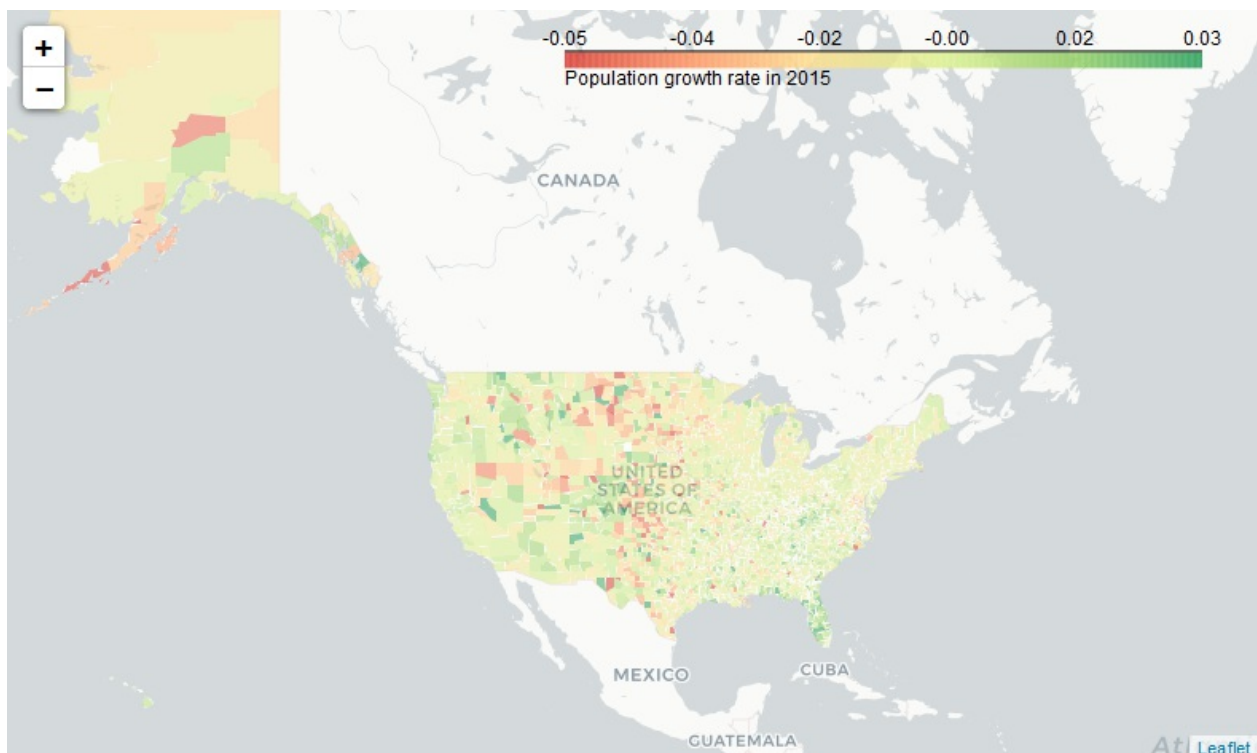 +
−
-0.05 -0.04 -0.02 -0.00 0.02 0.03
Population growth rate in 2015
CANADA
UNITED
STATES OF
AMERICA
MEXICO
CUBA
GUATEMALA
Leaflet